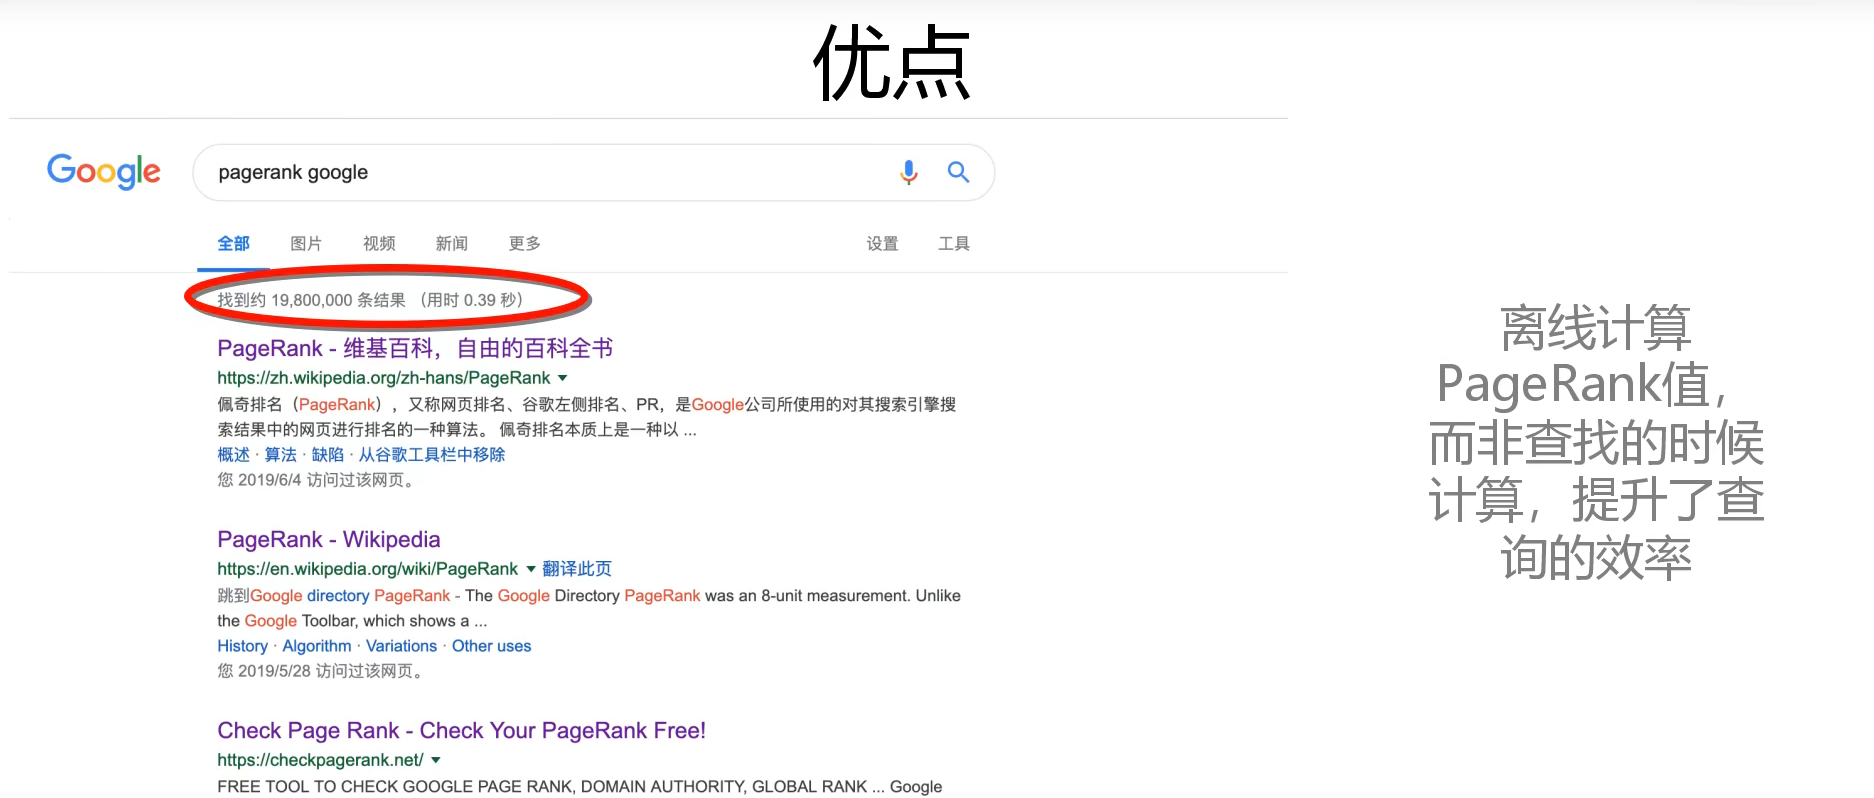 优点
Google
pagerank google
全部 图片 视频 新闻 更多 设置 工具
找到约 19,800,000 条结果 （用时 0.39 秒）
PageRank - 维基百科，自由的百科全书
https://zh.wikipedia.org/zh-hans/PageRank
佩奇排名（PageRank），又称网页排名、谷歌左侧排名、PR，是Google公司所使用的对其搜索引擎搜
索结果中的网页进行排名的一种算法。 佩奇排名本质上是一种以 ...
概述 · 算法 · 缺陷 · 从谷歌工具栏中移除
您 2019/6/4 访问过该网页。
PageRank - Wikipedia
https://en.wikipedia.org/wiki/PageRank 翻译此页
跳到Google directory PageRank - The Google Directory PageRank was an 8-unit measurement. Unlike
the Google Toolbar, which shows a ...
History · Algorithm · Variations · Other uses
您 2019/5/28 访问过该网页。
Check Page Rank - Check Your PageRank Free!
https://checkpagerank.net/
FREE TOOL TO CHECK GOOGLE PAGE RANK, DOMAIN AUTHORITY, GLOBAL RANK ... Google
离线计算
PageRank值，
而非查找的时候
计算，提升了查
询的效率